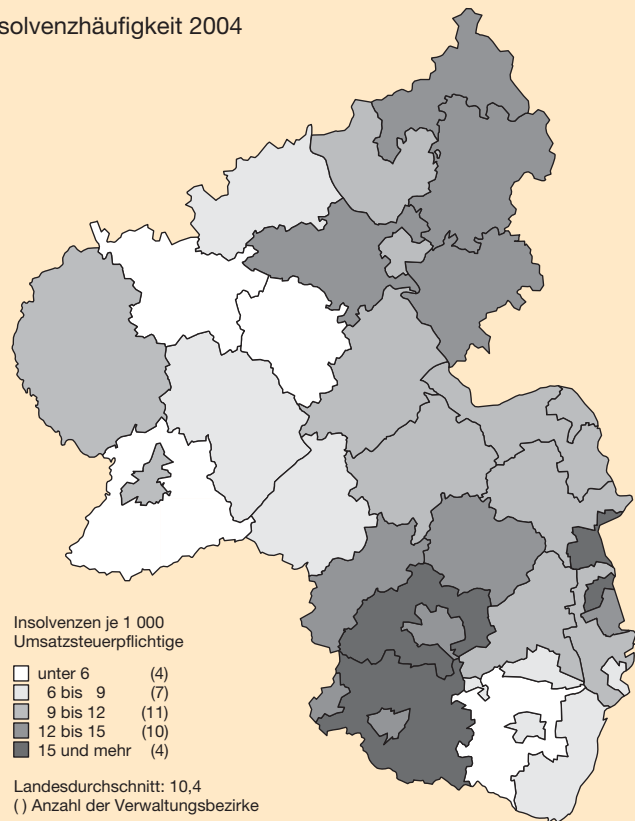 solvenzhäufigkeit 2004
Insolvenzen je 1 000
Umsatzsteuerpflichtige
unter 6 (4)
6 bis 9 (7)
9 bis 12 (11)
12 bis 15 (10)
15 und mehr (4)
Landesdurchschnitt: 10,4
( ) Anzahl der Verwaltungsbezirke